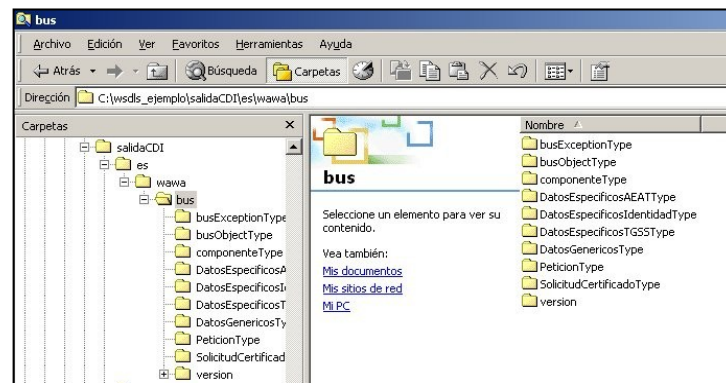 bus
Archivo Edición Ver Favoritos Herramientas Ayuda
Atrás Búsqueda Carpetas
Dirección C:\wsdls_ejemplo\salidaCDI\es\wawa\bus
Carpetas
salidaCDI
es
wawa
bus
busExceptionType
busObjectType
componenteType
DatosEspecificosA
DatosEspecificosI
DatosEspecificosT
DatosGenericosTy
PeticionType
SolicitudCertificad
version
bus
Seleccione un elemento para ver su
contenido.
Vea también:
Mis documentos
Mis sitios de red
Mi PC
Nombre
busExceptionType
busObjectType
componenteType
DatosEspecificosAEATType
DatosEspecificosIdentidadType
DatosEspecificosTGSSType
DatosGenericosType
PeticionType
SolicitudCertificadoType
version